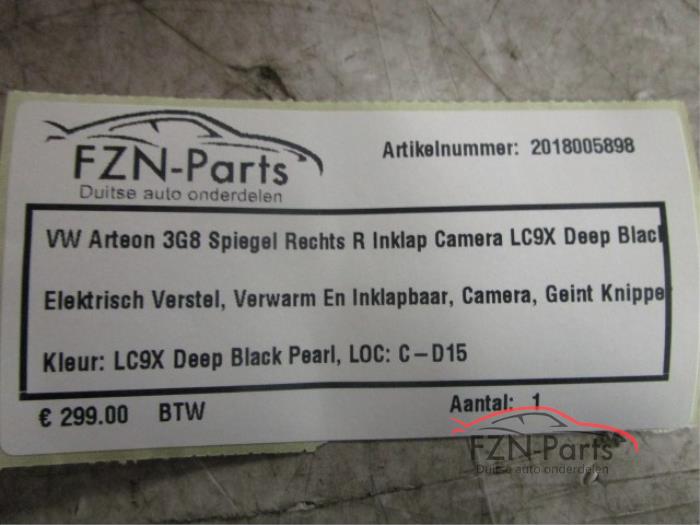 FZN-Parts
Duitse auto onderdelen
Artikelnummer: 2018005898
VW Arteon 3G8 Spiegel Rechts R Inklap Camera LC9X Deep Black
Elektrisch Verstel, Verwarm En Inklapbaar, Camera, Geint Knipper
Kleur: LC9X Deep Black Pearl, LOC: C-D15
€ 299.00 BTW
Aantal: 1
FZN-Parts
Duitse auto onderdelen